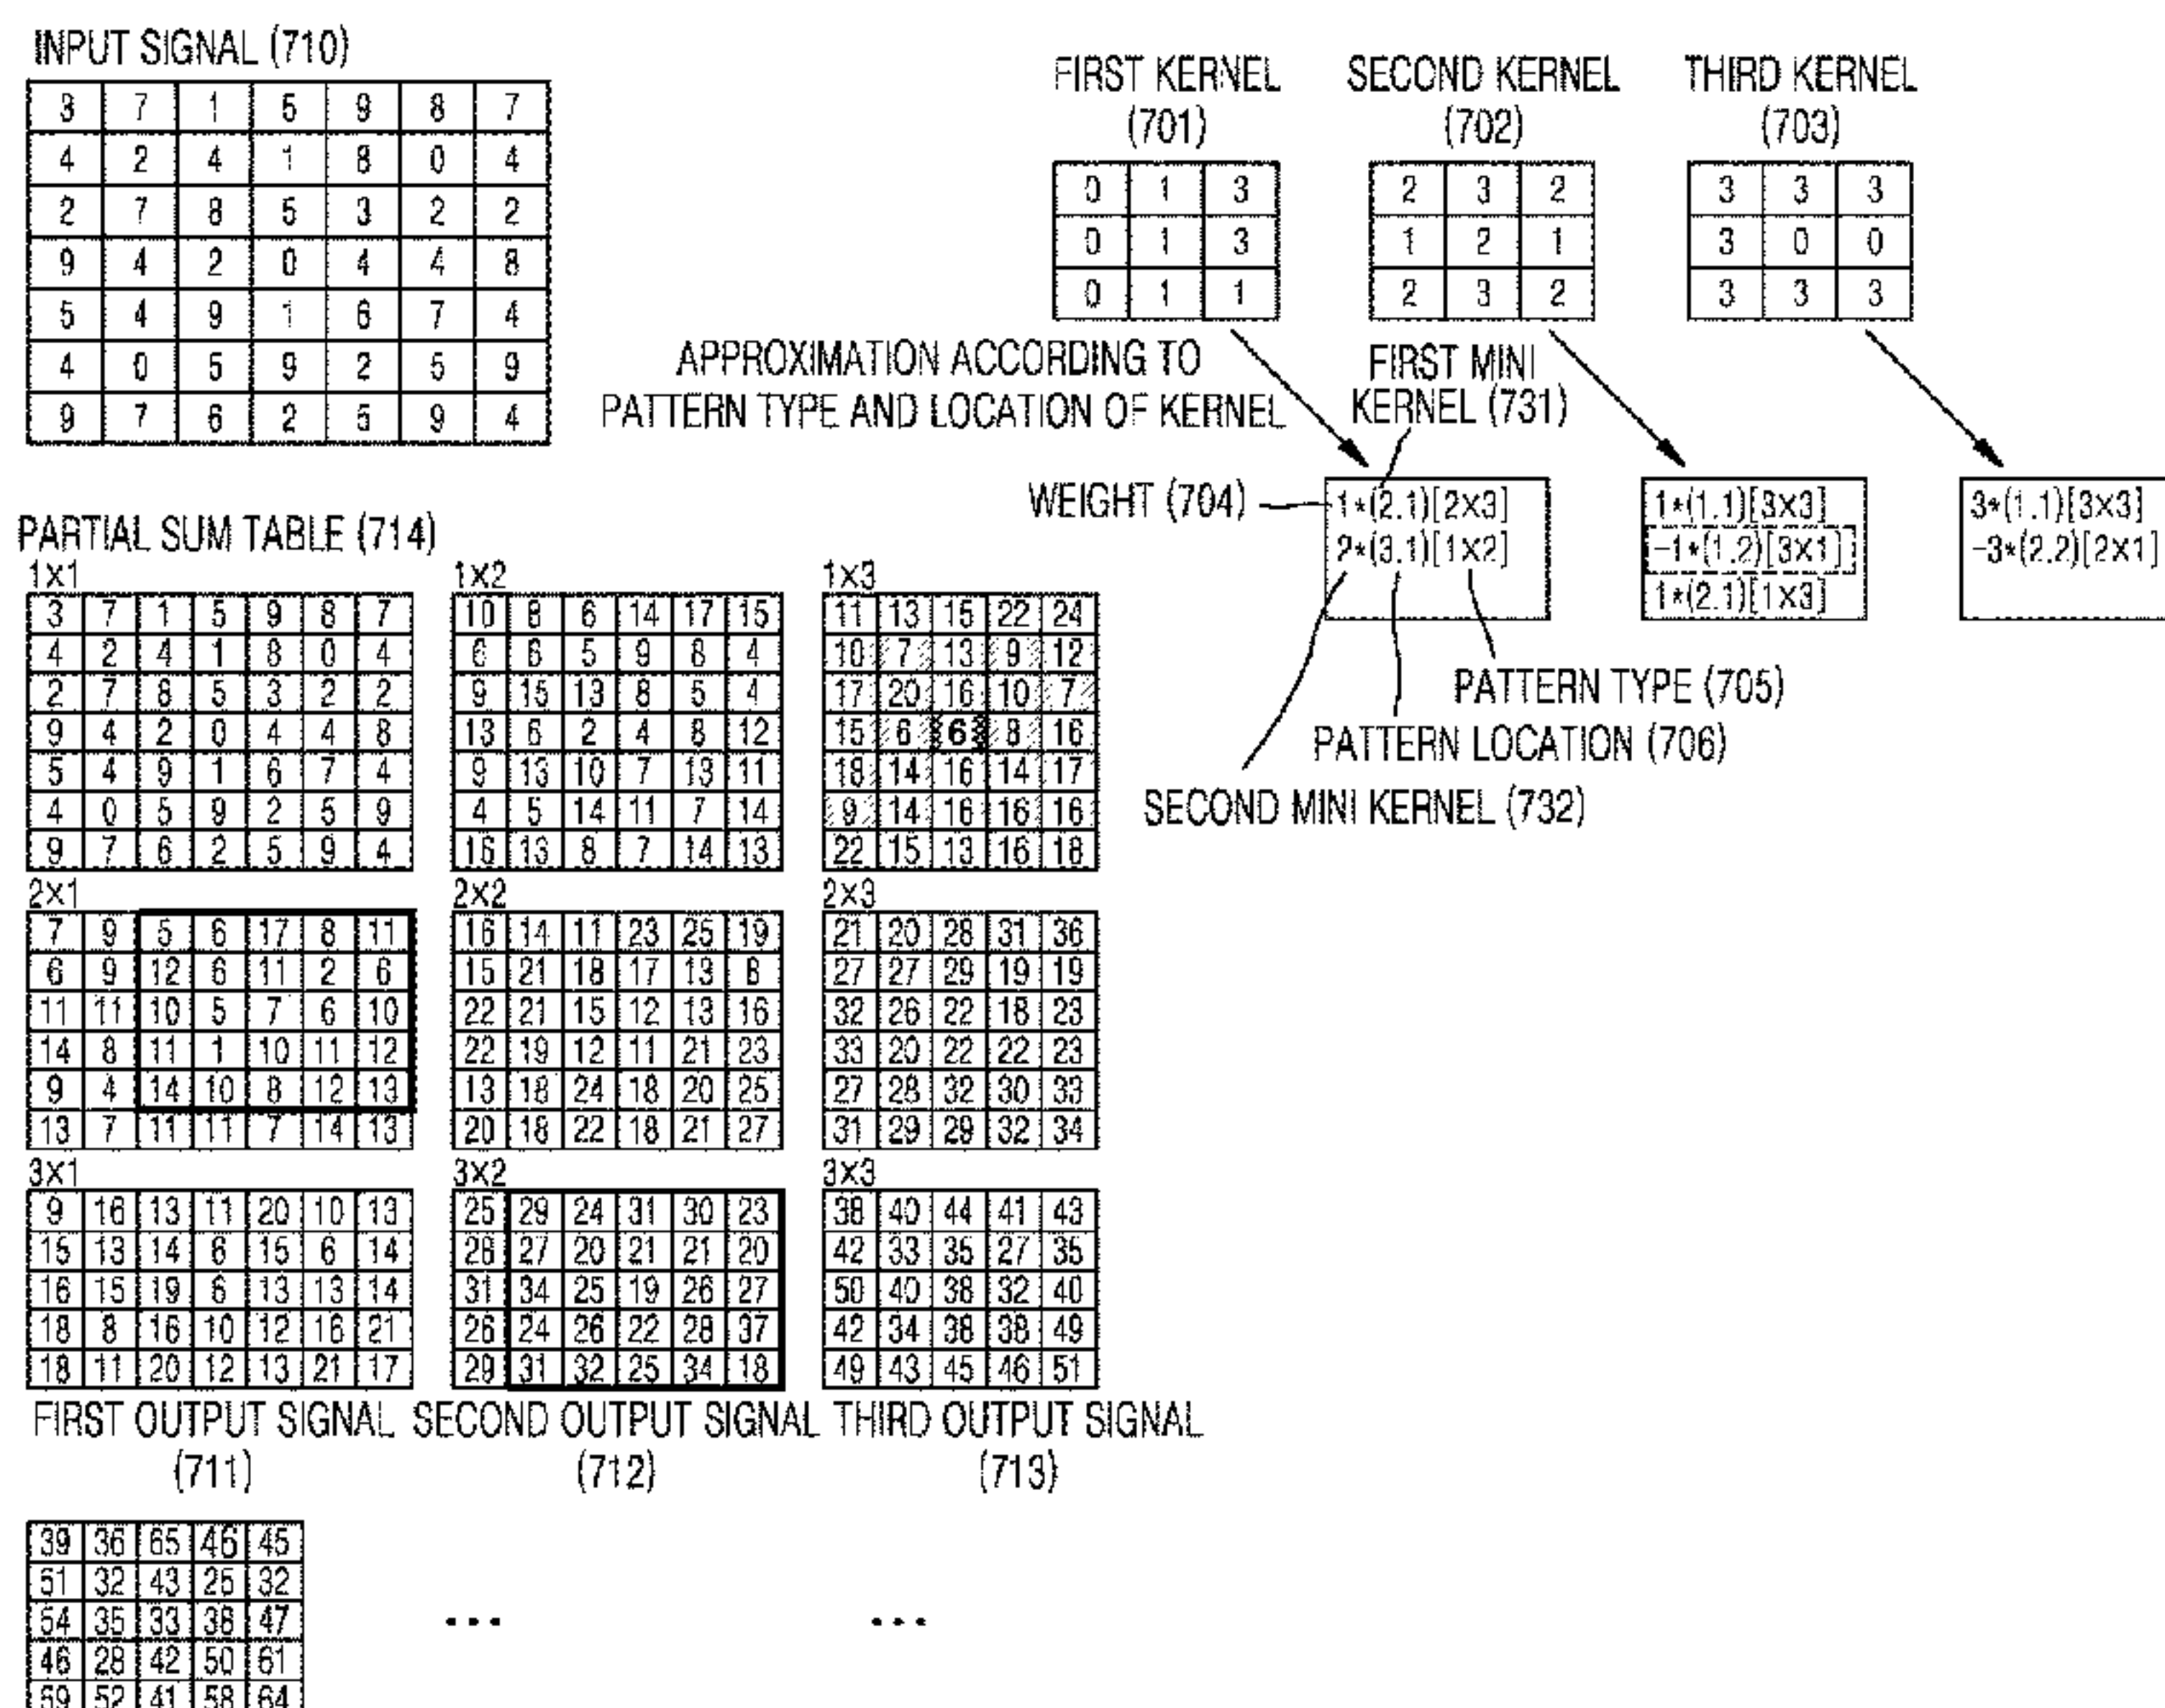 INPUT SIGNAL (710)
3 7 1 5 9 8 7
4 2 4 1 8 0 4
2 7 8 5 3 2 2
9 4 2 0 4 4 8
5 4 9 1 6 7 4
4 0 5 9 2 5 9
9 7 6 2 5 9 4
FIRST KERNEL (701)
0 1 3
0 1 3
0 1 1
SECOND KERNEL (702)
2 3 2
1 2 1
2 3 2
THIRD KERNEL (703)
3 3 3
3 0 0
3 3 3
APPROXIMATION ACCORDING TO
PATTERN TYPE AND LOCATION OF KERNEL
FIRST MINI
KERNEL (731)
WEIGHT (704)
1*(2.1)[2X3]
2*(3.1)[1X2]
1*(1.1)[3X3]
-1*(1.2)[3X1]
1*(2.1)[1X3]
3*(1.1)[3X3]
-3*(2.2)[2X1]
PATTERN TYPE (705)
PATTERN LOCATION (706)
SECOND MINI KERNEL (732)
PARTIAL SUM TABLE (714)
1X1
3 7 1 5 9 8 7
4 2 4 1 8 0 4
2 7 8 5 3 2 2
9 4 2 0 4 4 8
5 4 9 1 6 7 4
4 0 5 9 2 5 9
9 7 6 2 5 9 4
1X2
10 8 6 14 17 15
6 6 5 9 8 4
9 15 13 8 5 4
13 6 2 4 8 12
9 13 10 7 13 11
4 5 14 11 7 14
16 13 8 7 14 13
1X3
11 13 15 22 24
10 7 13 9 12
17 20 16 10 7
15 6 6 8 16
18 14 16 14 17
9 14 16 16 16
22 15 13 16 18
2X1
7 9 5 6 17 8 11
6 9 12 6 11 2 6
11 11 10 5 7 6 10
14 8 11 1 10 11 12
9 4 14 10 8 12 13
13 7 11 11 7 14 13
2X2
16 14 11 23 25 19
15 21 18 17 13 8
22 21 15 12 13 16
22 19 12 11 21 23
13 18 24 18 20 25
20 18 22 18 21 27
2X3
21 20 28 31 36
27 27 29 19 19
32 26 22 18 23
33 20 22 22 23
27 28 32 30 33
31 29 29 32 34
3X1
9 16 13 11 20 10 13
15 13 14 6 15 6 14
16 15 19 6 13 13 14
18 8 16 10 12 16 21
18 11 20 12 13 21 17
3X2
25 29 24 31 30 23
28 27 20 21 21 20
31 34 25 19 26 27
26 24 26 22 28 37
29 31 32 25 34 18
3X3
38 40 44 41 43
42 33 35 27 35
50 40 38 32 40
42 34 38 38 49
49 43 45 46 51
FIRST OUTPUT SIGNAL (711)
SECOND OUTPUT SIGNAL (712)
THIRD OUTPUT SIGNAL (713)
39 36 65 46 45
51 32 43 25 32
54 35 33 38 47
46 28 42 50 61
59 52 41 58 64
... ...